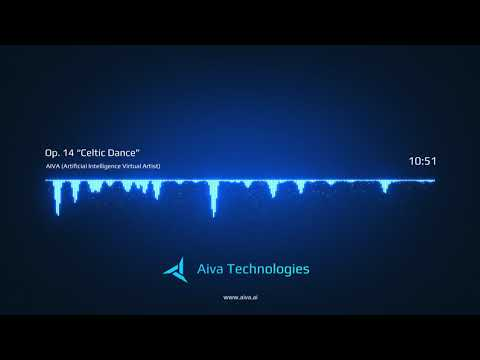 Op. 14 “Celtic Dance”
AIVA (Artificial Intelligence Virtual Artist)
10:51
Aiva Technologies
www.aiva.ai